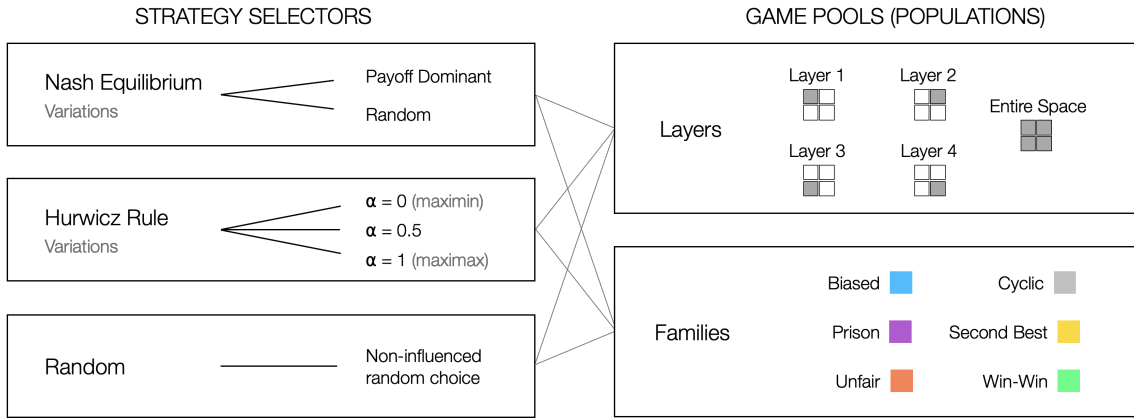 STRATEGY SELECTORS
GAME POOLS (POPULATIONS)
Nash Equilibrium
Variations
Payoff Dominant
Random
Hurwicz Rule
Variations
α = 0 (maximin)
α = 0.5
α = 1 (maximax)
Random
Non-influenced
random choice
Layers
Layer 1
Layer 2
Entire Space
Layer 3
Layer 4
Families
Biased
Cyclic
Prison
Second Best
Unfair
Win-Win